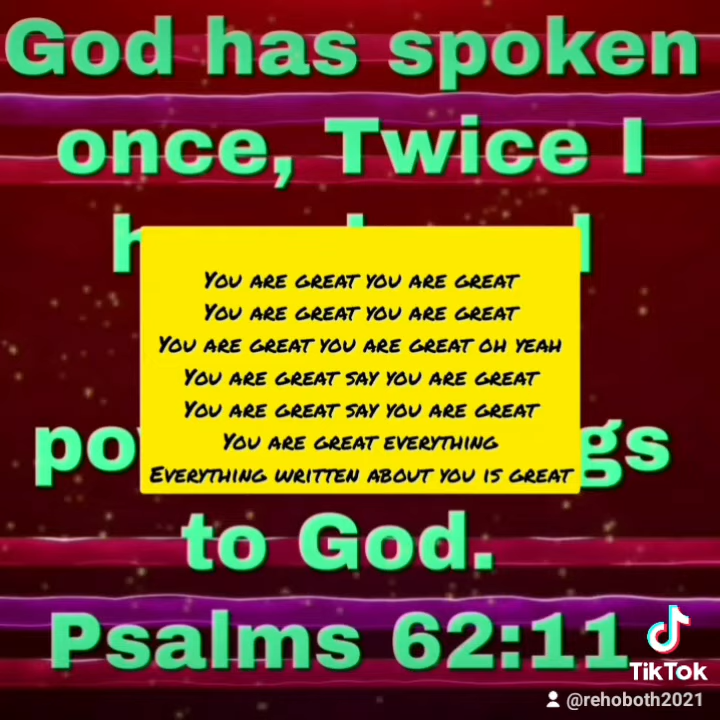 God has spoken
once, Twice I
You are great you are great
You are great you are great
You are great you are great oh yeah
You are great say you are great
You are great say you are great
You are great everything
Everything written about you is great
to God.
Psalms 62:11
TikTok
@rehoboth2021